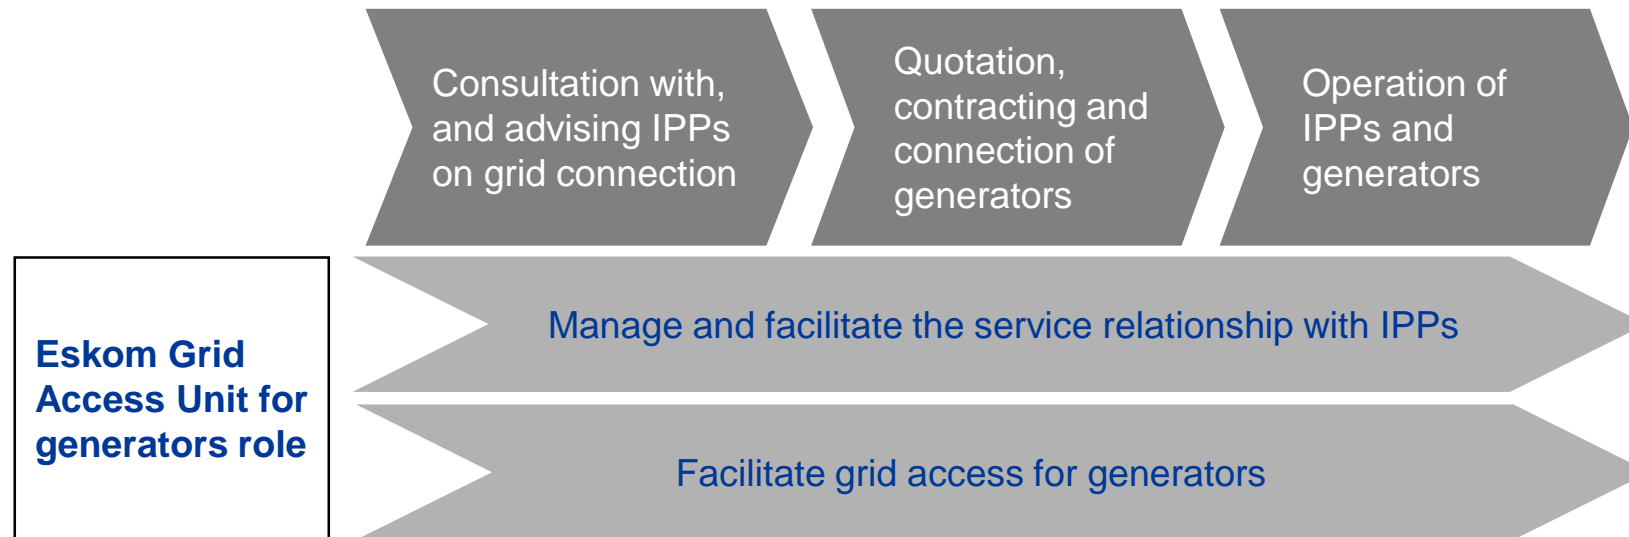 Consultation with,
and advising IPPs
on grid connection
Quotation,
contracting and
connection of
generators
Operation of
IPPs and
generators
Eskom Grid
Access Unit for
generators role
Manage and facilitate the service relationship with IPPs
Facilitate grid access for generators